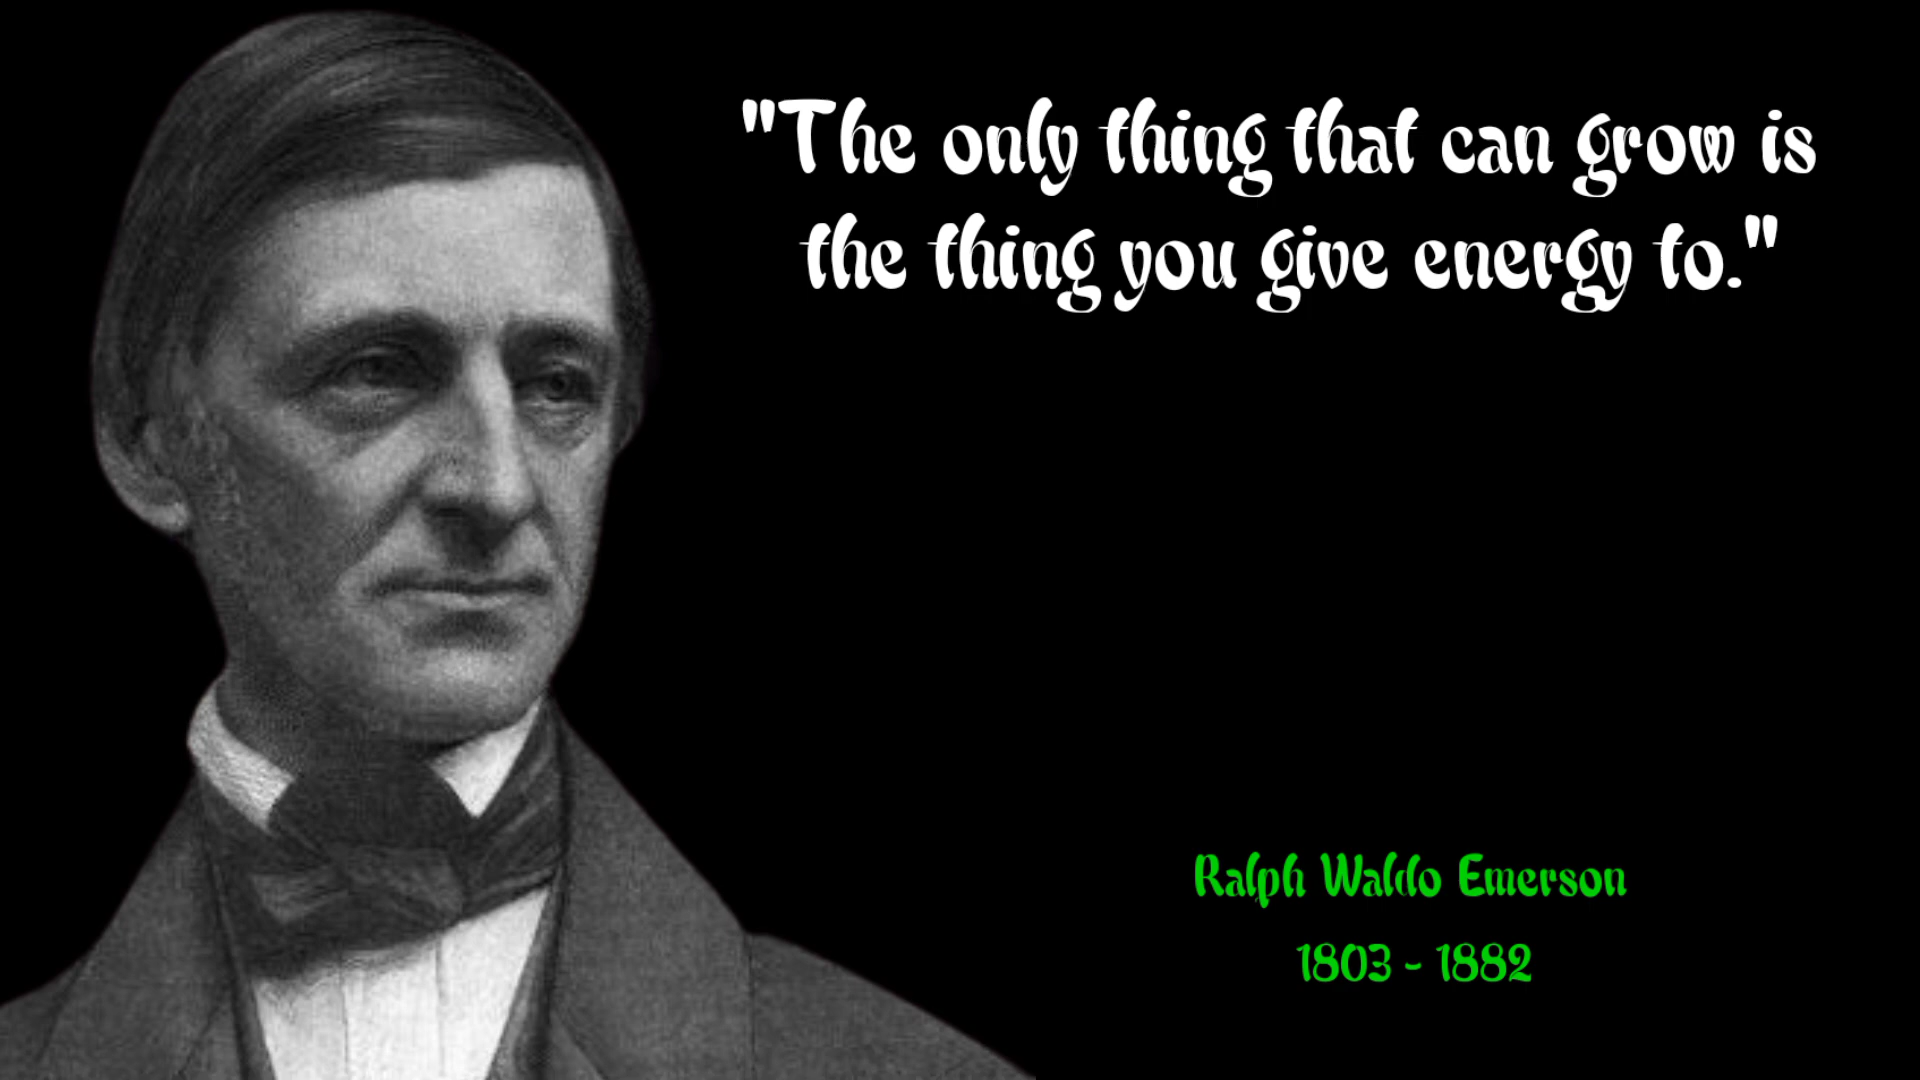 "The only thing that can grow is
the thing you give energy to."
Ralph Waldo Emerson
1803 - 1882